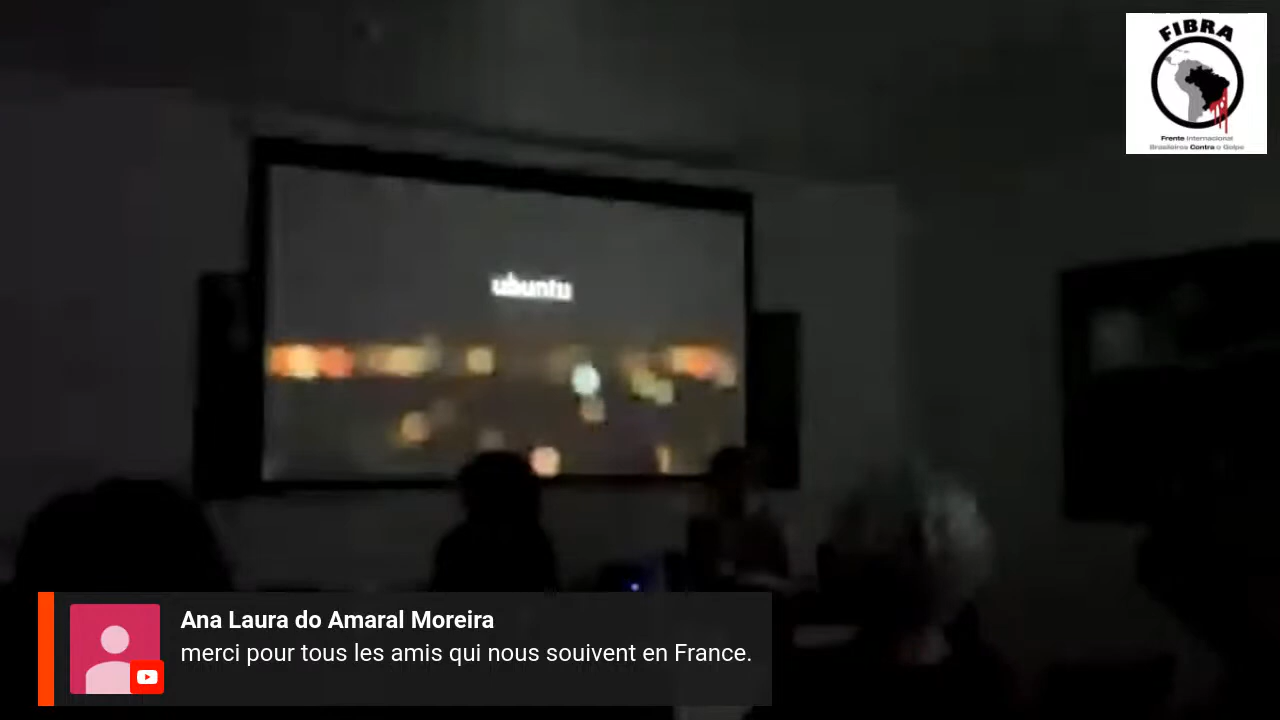 FIBRA
Frente Internacional
Brasileiros Contra o Golpe
ubuntu
Ana Laura do Amaral Moreira
merci pour tous les amis qui nous souivent en France.